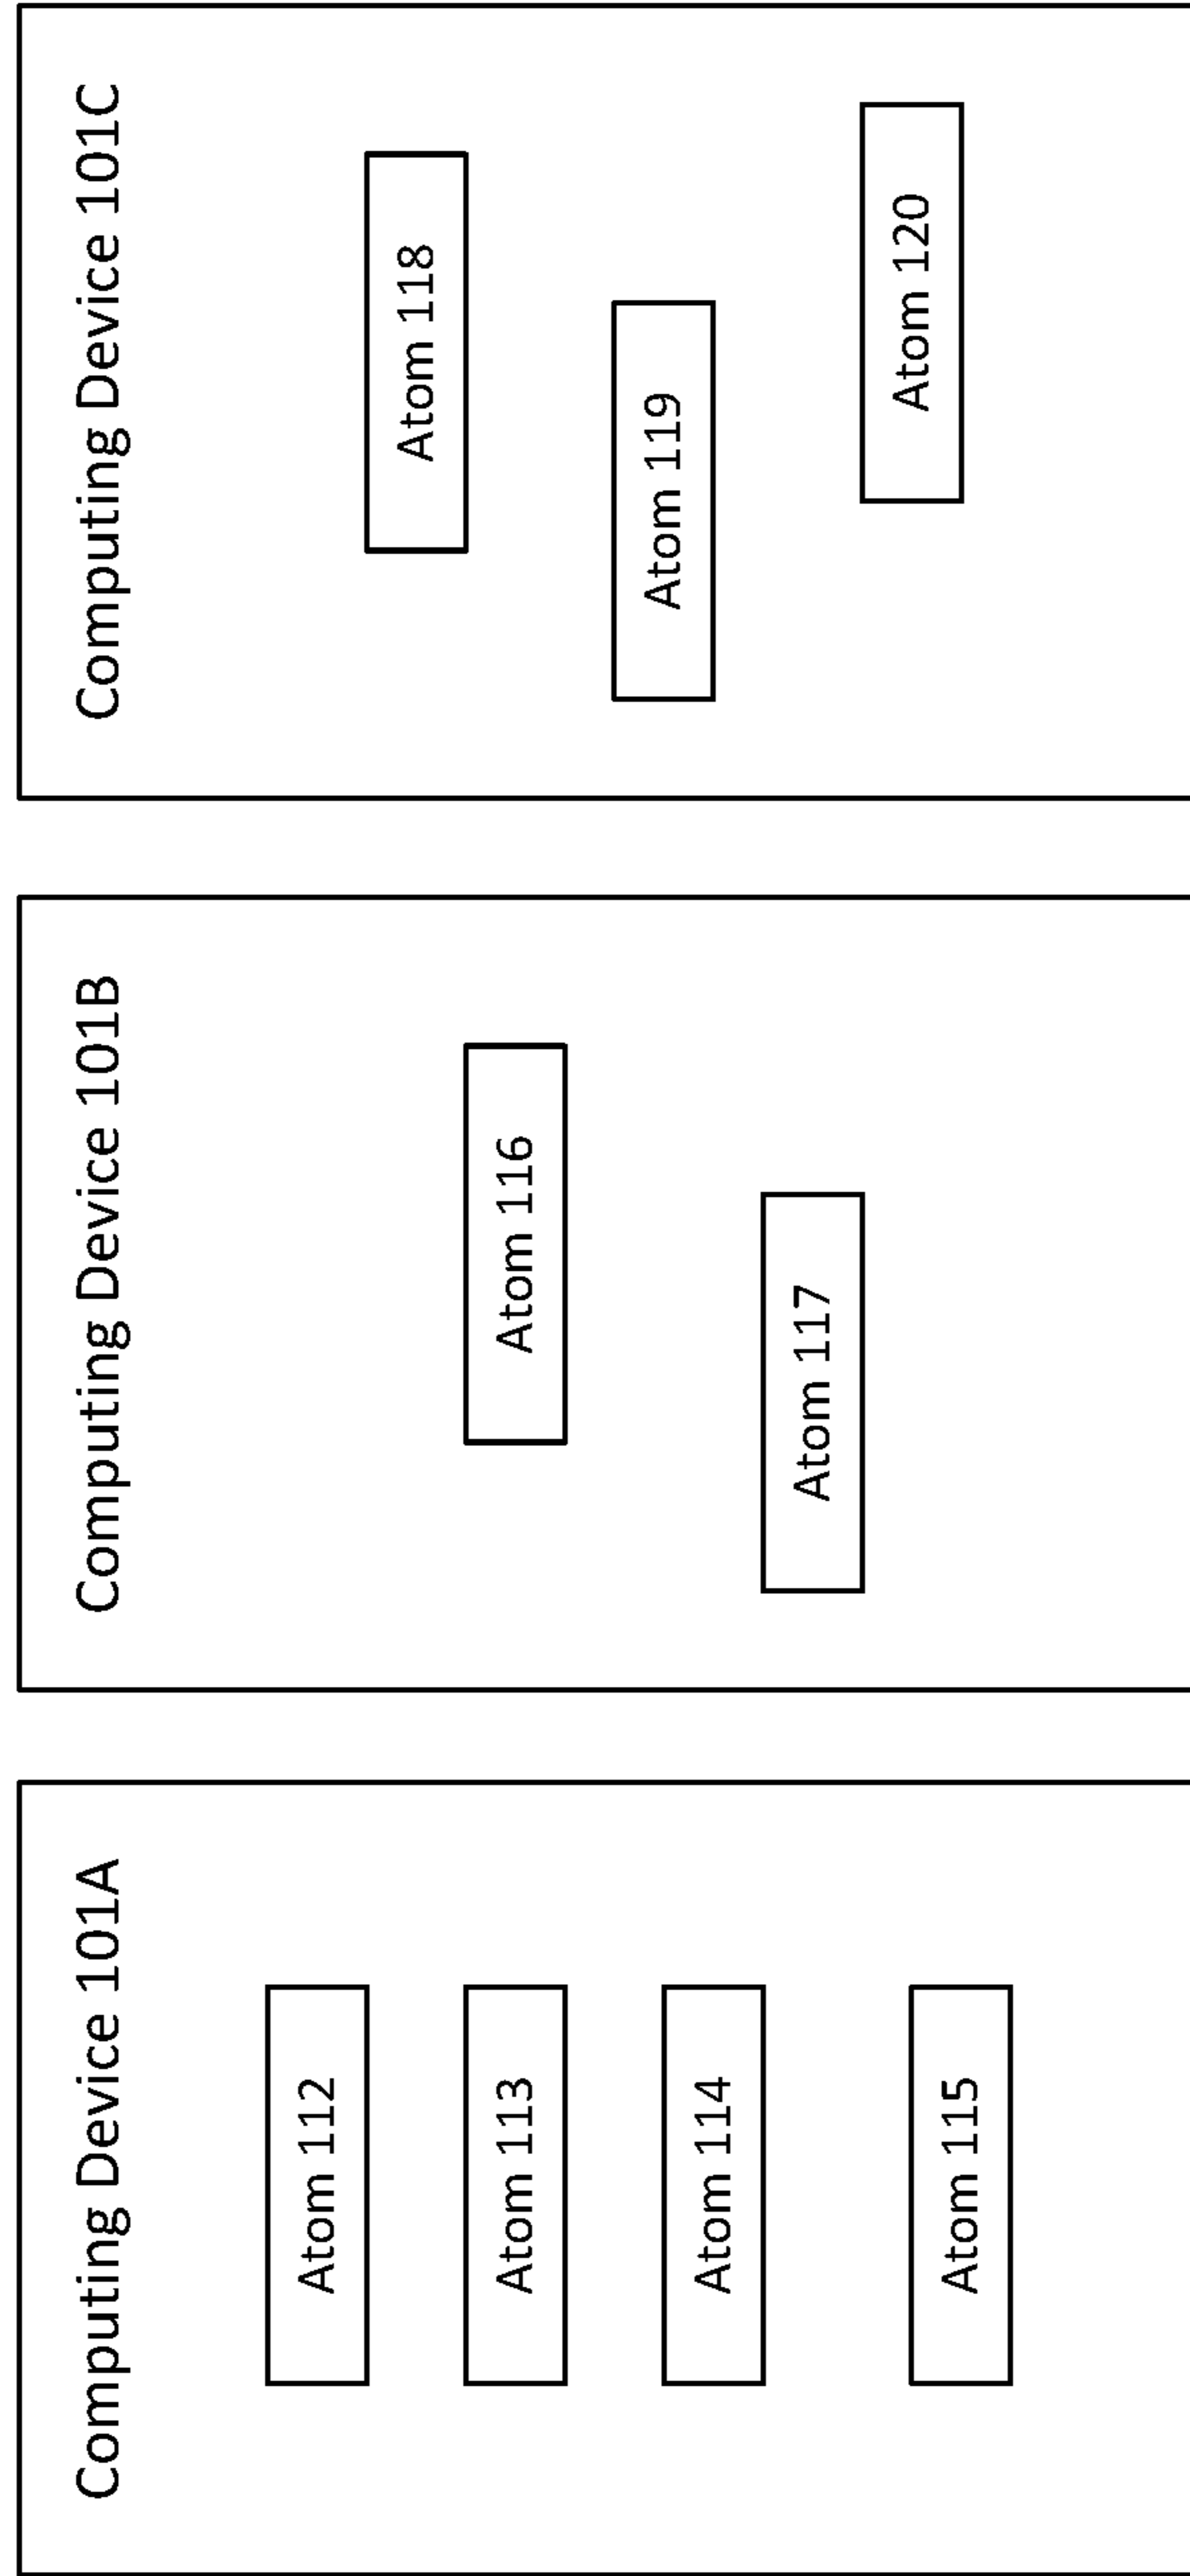 Computing Device 101A
Atom 112
Atom 113
Atom 114
Atom 115
Computing Device 101B
Atom 116
Atom 117
Computing Device 101C
Atom 118
Atom 119
Atom 120